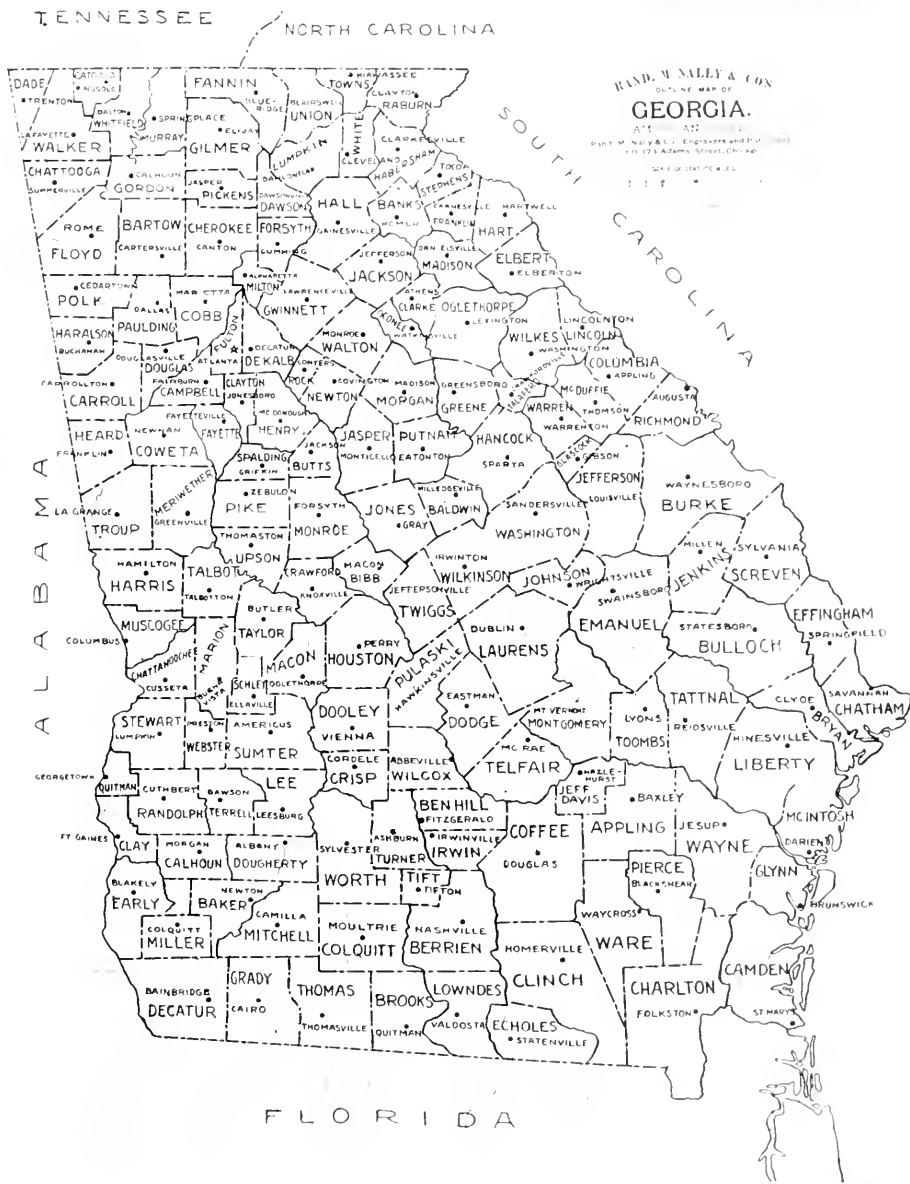 TENNESSEE
NORTH CAROLINA
RAND, M NALLY & CO'S
OUTLINE MAP OF
GEORGIA.
SOUTH CAROLINA
ALABAMA
FLORIDA
DADE
TRENTON
CATOOSA
RINGGOLD
DALTON
WHITFIELD
SPRINGPLACE
MURRAY
FANNIN
BLUE-RIDGE
BLAIRSVILLE
UNION
HIAWASSEE
TOWNS
CLAYTON
RABURN
LAFAYETTE
WALKER
ELIJAY
GILMER
LUMPKIN
DAHLONEGA
WHITE
CLEVELAND
CLARKESVILLE
HABERSHAM
TOCCOA
STEPHENS
CHATTOOGA
SUMMERVILLE
CALHOUN
GORDON
JASPER
PICKENS
DAWSONVILLE
DAWSON
HALL
GAINESVILLE
BANKS
HOMER
CARNESVILLE
FRANKLIN
HARTWELL
HART
ROME
FLOYD
BARTOW
CARTERSVILLE
CHEROKEE
CANTON
FORSYTH
CUMMING
JEFFERSON
JACKSON
DANIELSVILLE
MADISON
ELBERT
ELBERTON
CEDARTOWN
POLK
DALLAS
PAULDING
MARIETTA
COBB
ALPHARETTA
MILTON
LAWRENCEVILLE
GWINNETT
ATHENS
CLARKE
OGLETHORPE
LEXINGTON
OCONEE
WATKINSVILLE
WILKES
WASHINGTON
LINCOLNTON
LINCOLN
HARALSON
BUCHANAN
DOUGLASVILLE
DOUGLAS
FULTON
ATLANTA
DECATUR
DEKALB
MONROE
WALTON
CONYERS
ROCK
COVINGTON
NEWTON
MADISON
MORGAN
GREENSBORO
GREENE
CRAWFORDVILLE
TALIAFERRO
COLUMBIA
APPLING
MCDUFFIE
THOMSON
WARREN
WARRENTON
AUGUSTA
RICHMOND
CARROLLTON
CARROLL
FAIRBURN
CAMPBELL
CLAYTON
JONESBORO
FAYETTEVILLE
FAYETTE
MCDONOUGH
HENRY
HEARD
FRANKLIN
NEWNAN
COWETA
SPALDING
GRIFFIN
JACKSON
BUTTS
JASPER
MONTICELLO
PUTNAM
EATONTON
HANCOCK
SPARTA
GLASCOCK
GIBSON
JEFFERSON
LOUISVILLE
WAYNESBORO
BURKE
LA GRANGE
TROUP
MERIWETHER
GREENVILLE
ZEBULON
PIKE
FORSYTH
MONROE
JONES
GRAY
MILLEDGEVILLE
BALDWIN
SANDERSVILLE
WASHINGTON
MILLEN
JENKINS
SYLVANIA
SCREVEN
HAMILTON
HARRIS
TALBOT
TALBOTTON
THOMASTON
UPSON
CRAWFORD
KNOXVILLE
MACON
BIBB
IRWINTON
WILKINSON
JEFFERSONVILLE
TWIGGS
JOHNSON
WRIGHTSVILLE
SWAINSBORO
EMANUEL
STATESBORO
BULLOCH
EFFINGHAM
SPRINGFIELD
MUSCOGEE
COLUMBUS
CHATTAHOOCHEE
CUSSETA
MARION
BUENA VISTA
BUTLER
TAYLOR
SCHLEY
ELLAVILLE
MACON
OGLETHORPE
PERRY
HOUSTON
PULASKI
HAWKINSVILLE
DUBLIN
LAURENS
STEWART
LUMPKIN
PRESTON
WEBSTER
AMERICUS
SUMTER
DOOLEY
VIENNA
EASTMAN
DODGE
MT VERNON
MONTGOMERY
LYONS
TOOMBS
TATTNAL
REIDSVILLE
CLYDE
BRYAN
SAVANNAH
CHATHAM
HINESVILLE
LIBERTY
GEORGETOWN
QUITMAN
CUTHBERT
RANDOLPH
DAWSON
TERRELL
LEE
LEESBURG
CORDELE
CRISP
ABBEVILLE
WILCOX
MC RAE
TELFAIR
HAZLE-
HURST
JEFF
DAVIS
BAXLEY
APPLING
JESUP
WAYNE
MCINTOSH
DARIEN
FT GAINES
CLAY
MORGAN
CALHOUN
ALBANY
DOUGHERTY
SYLVESTER
WORTH
ASHBURN
TURNER
BEN HILL
FITZGERALD
IRWINVILLE
IRWIN
COFFEE
DOUGLAS
PIERCE
BLACKSHEAR
GLYNN
BRUNSWICK
BLAKELY
EARLY
NEWTON
BAKER
CAMILLA
MITCHELL
TIFT
TIFTON
COLQUITT
MILLER
MOULTRIE
COLQUITT
NASHVILLE
BERRIEN
WAYCROSS
WARE
HOMERVILLE
CLINCH
CHARLTON
FOLKSTON
CAMDEN
ST MARYS
BAINBRIDGE
DECATUR
GRADY
CAIRO
THOMAS
THOMASVILLE
BROOKS
QUITMAN
LOWNDES
VALDOSTA
ECHOLES
STATENVILLE